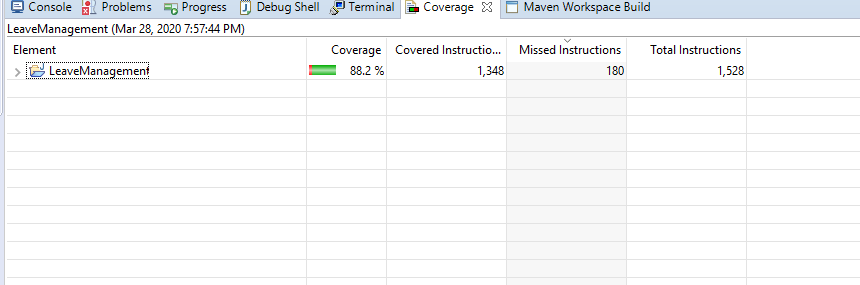 Console Problems Progress Debug Shell Terminal Coverage Maven Workspace Build
LeaveManagement (Mar 28, 2020 7:57:44 PM)
Element Coverage Covered Instructio... Missed Instructions Total Instructions
LeaveManagement 88.2 % 1,348 180 1,528